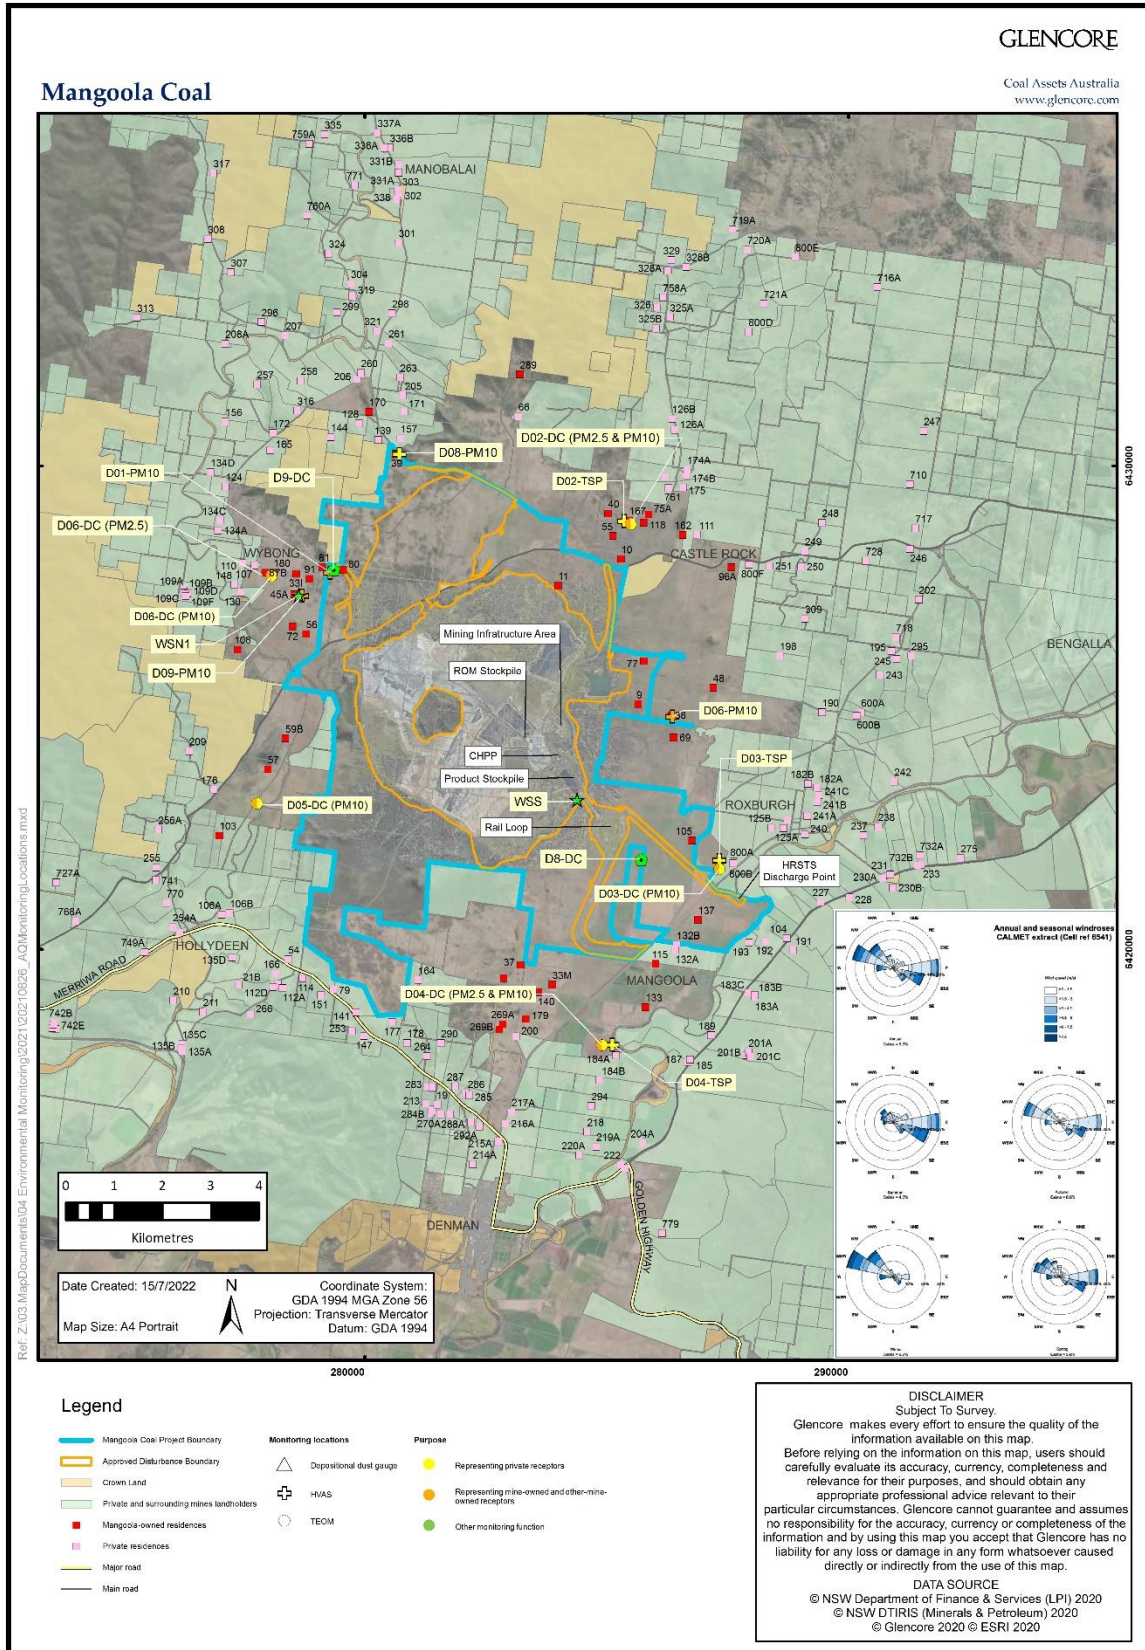 GLENCORE
Mangoola Coal
Coal Assets Australia
www.glencore.com
335
337A
759A
336A
336B
317
331B
MANOBALAI
771
331A
303
302
338
760A
308
301
324
719A
720A
800E
329
328B
328A
307
304
716A
319
758A
721A
313
299
298
326
325A
325B
800D
296
207
321
261
208A
260
289
257
258
206
263
205
316
170
171
66
126B
156
128
126A
247
172
144
139
157
D02-DC (PM2.5 & PM10)
165
D08-PM10
D01-PM10
134D
D9-DC
39
174A
710
124
D02-TSP
174B
761
175
D06-DC (PM2.5)
134C
40
167
75A
248
134A
55
118
162
111
717
6430000
WYBONG
81
80
10
CASTLE ROCK
249
246
728
110
180
91
96A
800F
251
250
109A
109B
148
107
87B
33I
11
109D
109C
109F
130
45A
202
D06-DC (PM10)
309
WSN1
72
56
Mining Infratructure Area
718
108
BENGALLA
D09-PM10
ROM Stockpile
77
198
195
295
245
243
48
9
190
600A
D06-PM10
600B
59B
69
209
CHPP
D03-TSP
57
Product Stockpile
182B
182A
242
176
WSS
241C
D05-DC (PM10)
ROXBURGH
241B
256A
103
Rail Loop
125B
241A
237
238
105
125A
240
255
D8-DC
800A
HRSTS
Discharge Point
732A
275
727A
741
800B
231
732B
D03-DC (PM10)
230A
233
770
230B
768A
106A
106B
227
228
254A
137
749A
HOLLYDEEN
132B
104
191
135D
54
37
115
132A
193
192
6420000
MERRIWA ROAD
166
164
33M
MANGOOLA
21B
114
D04-DC (PM2.5 & PM10)
183C
183B
210
112D
112A
79
140
133
183A
211
151
742B
266
141
269A
179
742E
253
177
269B
200
135C
147
178
290
189
135B
135A
264
184A
187
185
201A
201B
201C
184B
D04-TSP
283
287
286
213
19
285
294
284B
217A
270A
288A
216A
218
292A
215A
219A
204A
220A
214A
222
GOLDEN HIGHWAY
DENMAN
779
Annual and seasonal windroses
CALMET extract (Cell ref 6541)
0 1 2 3 4
Kilometres
Date Created: 15/7/2022
N
Coordinate System:
GDA 1994 MGA Zone 56
Projection: Transverse Mercator
Map Size: A4 Portrait
Datum: GDA 1994
280000
290000
Ref: Z:\03 MapDocuments\04 Environmental Monitoring\2021\20210826_AQMonitoringLocations.mxd
Legend
Mangoola Coal Project Boundary
Approved Disturbance Boundary
Crown Land
Private and surrounding mines landholders
Mangoola-owned residences
Private residences
Major road
Main road
Monitoring locations
Depositional dust gauge
HVAS
TEOM
Purpose
Representing private receptors
Representing mine-owned and other-mine-
owned receptors
Other monitoring function
DISCLAIMER
Subject To Survey.
Glencore makes every effort to ensure the quality of the
information available on this map.
Before relying on the information on this map, users should
carefully evaluate its accuracy, currency, completeness and
relevance for their purposes, and should obtain any
appropriate professional advice relevant to their
particular circumstances. Glencore cannot guarantee and assumes
no responsibility for the accuracy, currency or completeness of the
information and by using this map you accept that Glencore has no
liability for any loss or damage in any form whatsoever caused
directly or indirectly from the use of this map.
DATA SOURCE
© NSW Department of Finance & Services (LPI) 2020
© NSW DTIRIS (Minerals & Petroleum) 2020
© Glencore 2020 © ESRI 2020